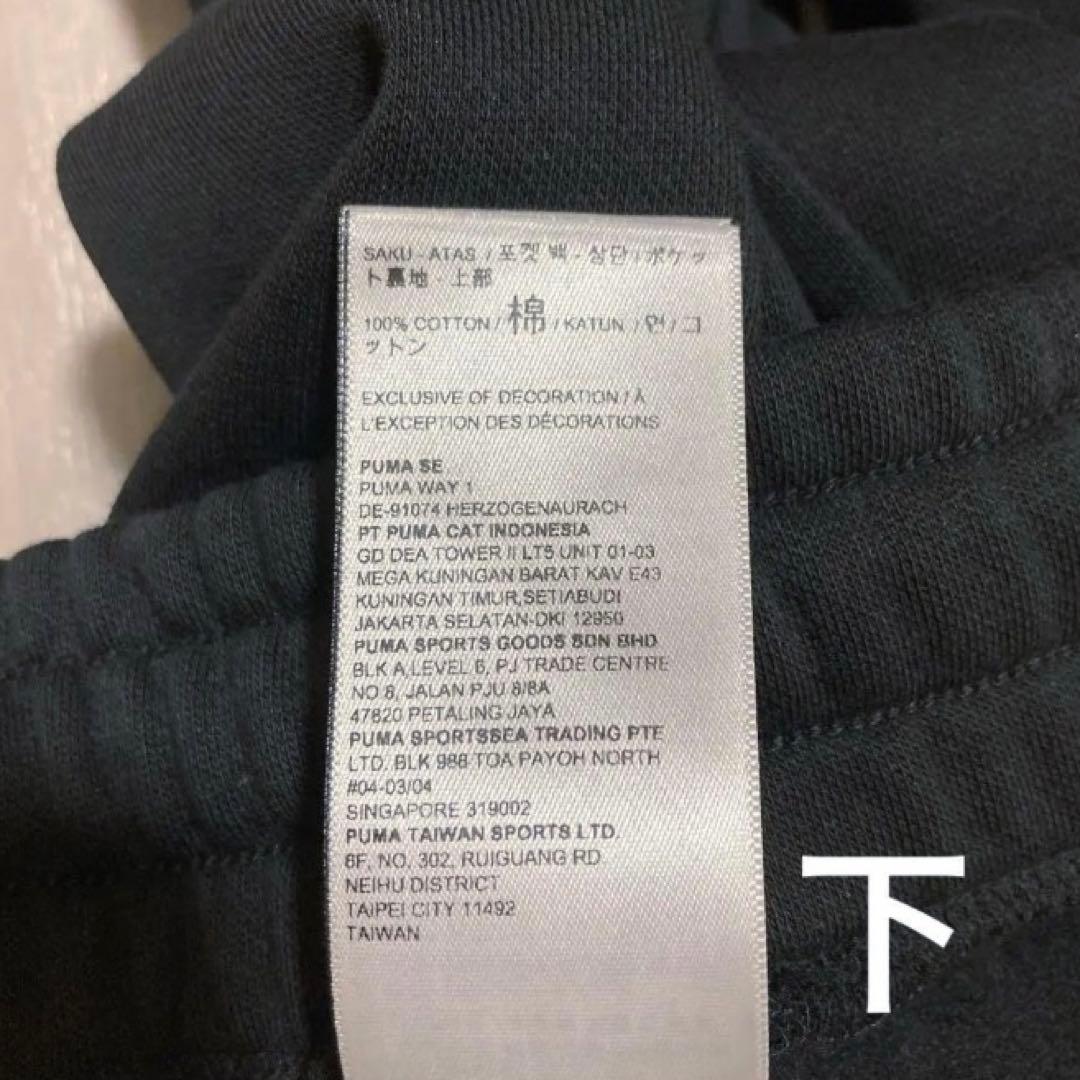 SAKU - ATAS / 포켓 백 - 상단 / ポケッ
ト裏地 - 上部
100% COTTON / 棉 / KATUN / 면 / コ
ットン
EXCLUSIVE OF DECORATION / À
L'EXCEPTION DES DÉCORATIONS
PUMA SE
PUMA WAY 1
DE-91074 HERZOGENAURACH
PT PUMA CAT INDONESIA
GD DEA TOWER II LT5 UNIT 01-03
MEGA KUNINGAN BARAT KAV E43
KUNINGAN TIMUR,SETIABUDI
JAKARTA SELATAN-DKI 12950
PUMA SPORTS GOODS SDN BHD
BLK A,LEVEL 6, PJ TRADE CENTRE
NO 8, JALAN PJU 8/8A
47820 PETALING JAYA
PUMA SPORTSSEA TRADING PTE
LTD. BLK 998 TOA PAYOH NORTH
#04-03/04
SINGAPORE 319002
PUMA TAIWAN SPORTS LTD.
6F, NO. 302, RUIGUANG RD.
NEIHU DISTRICT
TAIPEI CITY 11492
TAIWAN
下